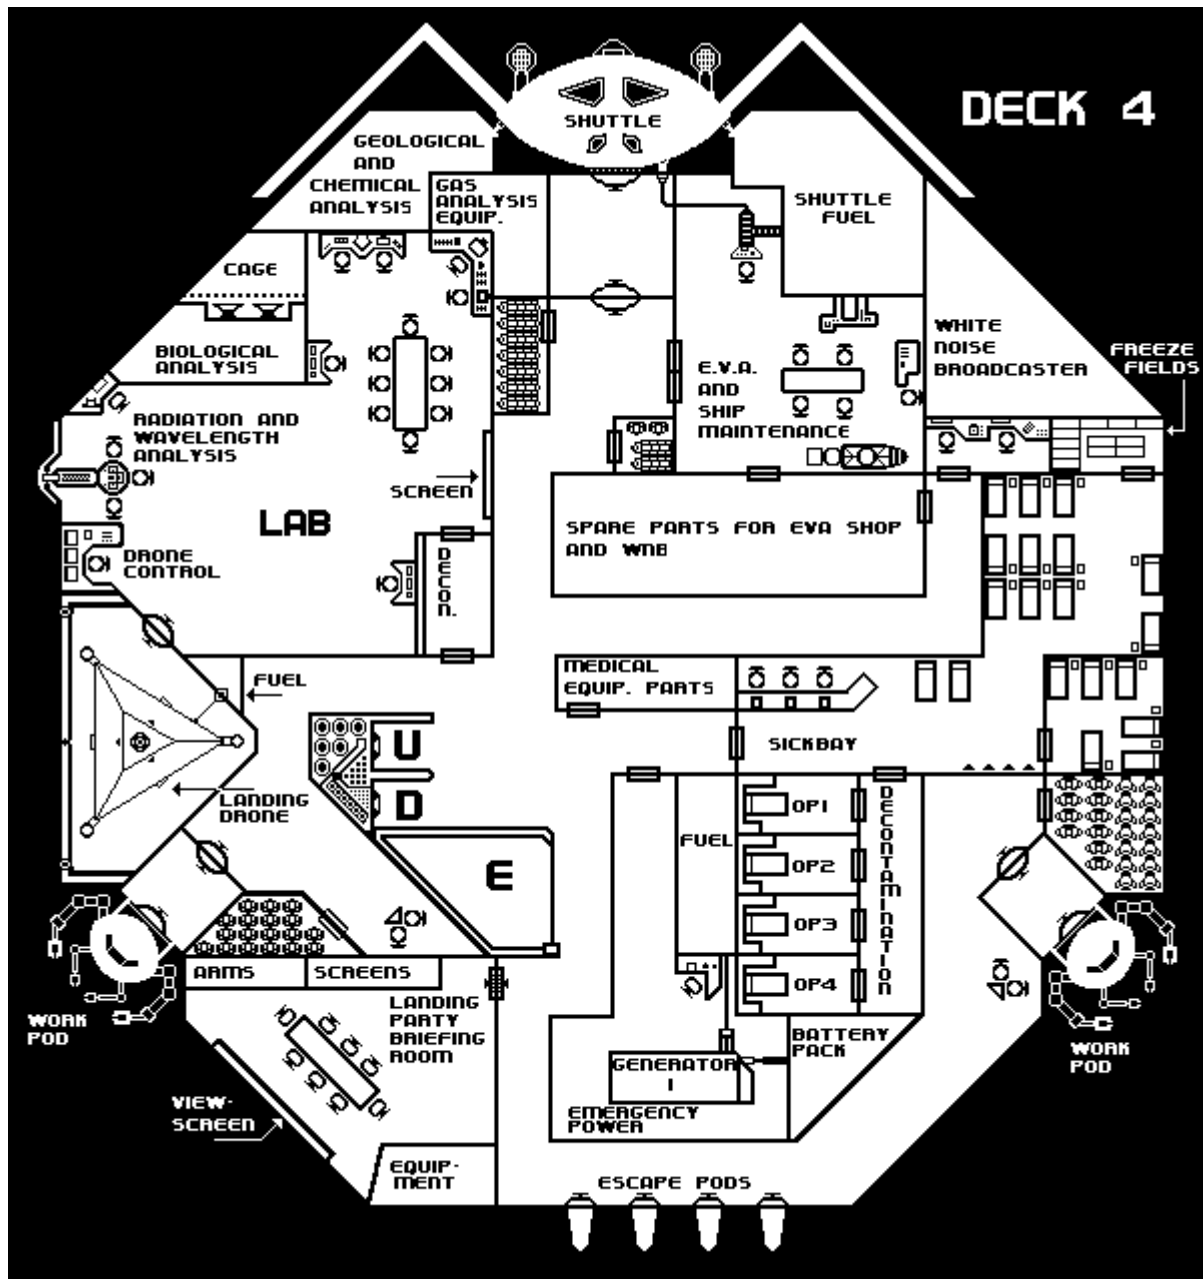 DECK 4
SHUTTLE
GEOLOGICAL
AND
CHEMICAL
ANALYSIS
GAS
ANALYSIS
EQUIP.
SHUTTLE
FUEL
CAGE
BIOLOGICAL
ANALYSIS
WHITE
NOISE
BROADCASTER
FREEZE
FIELDS
E.V.A.
AND
SHIP
MAINTENANCE
RADIATION AND
WAVELENGTH
ANALYSIS
SCREEN
LAB
SPARE PARTS FOR EVA SHOP
AND WNB
DRONE
CONTROL
DECON.
FUEL
MEDICAL
EQUIP. PARTS
U
SICKBAY
LANDING
DRONE
D
OP1
DECONTAMINATION
FUEL
OP2
E
OP3
ARMS
SCREENS
OP4
LANDING
PARTY
BRIEFING
ROOM
WORK
POD
BATTERY
PACK
WORK
POD
GENERATOR
1
VIEW-
SCREEN
EMERGENCY
POWER
EQUIP-
MENT
ESCAPE PODS